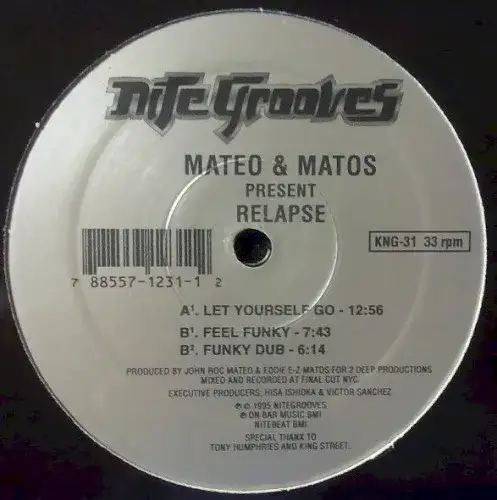 Nite Grooves
MATEO & MATOS
PRESENT
RELAPSE
KNG-31 33 rpm
7 88557-1231-1 2
A¹. LET YOURSELF GO - 12:56
B¹. FEEL FUNKY - 7:43
B². FUNKY DUB - 6:14
PRODUCED BY JOHN ROC MATEO & EDDIE E-Z MATOS FOR 2 DEEP PRODUCTIONS
MIXED AND RECORDED AT FINAL CUT NYC.
EXECUTIVE PRODUCERS, HISA ISHIOKA & VICTOR SANCHEZ
℗ © 1995 NITEGROOVES
℗ ON BAR MUSIC BMI
NITEBEAT BMI
SPECIAL THANX TO
TONY HUMPHRIES AND KING STREET.